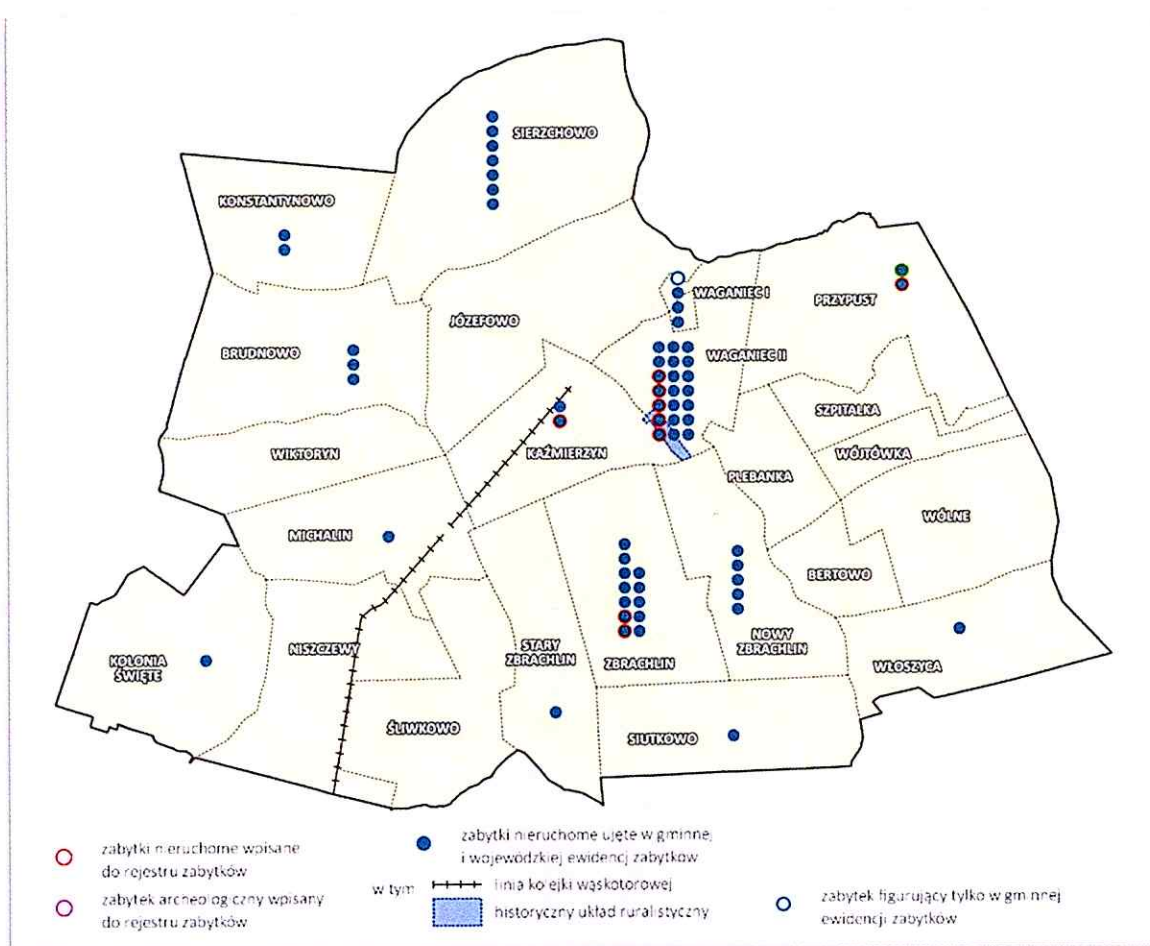 SIERZCHOWO
KONSTANTYNOWO
WAGANIEC I
PRZYPUST
JÓZEFOWO
BRUDNOWO
WAGANIEC II
SZPITALKA
WIKTORYN
KAŹMIERZYN
WÓJTÓWKA
PLEBANKA
WÓLNE
MICHALIN
BERTOWO
NISZCZEWY
STARY
ZBRACHLIN
ZBRACHLIN
NOWY
ZBRACHLIN
KOLONIA
ŚWIĘTE
WŁOSZYCA
ŚLIWKOWO
SIUTKOWO
zabytki nieruchome wpisane
do rejestru zabytków
zabytek archeologiczny wpisany
do rejestru zabytków
zabytki nieruchome ujęte w gminnej
i wojewódzkiej ewidencj zabytków
w tym
linia kolejki wąskotorowej
historyczny układ ruralistyczny
zabytek figurujący tylko w gminnej
ewidencji zabytków